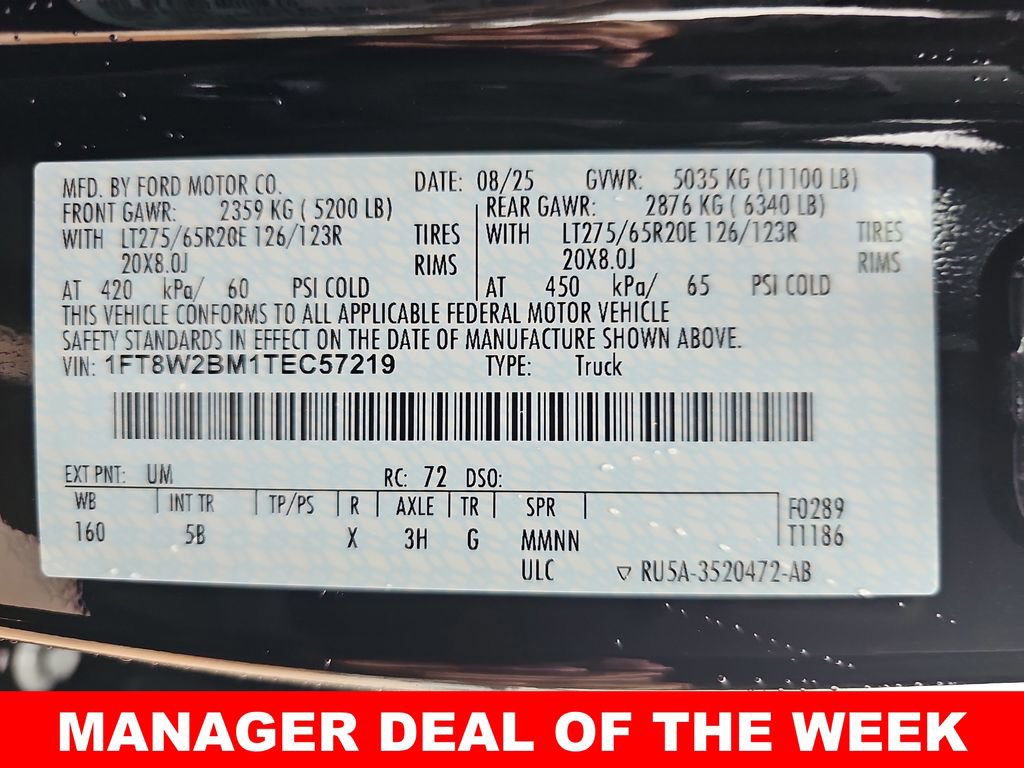 MFD. BY FORD MOTOR CO. DATE: 08/25 GVWR: 5035 KG (11100 LB)
FRONT GAWR: 2359 KG ( 5200 LB) REAR GAWR: 2876 KG ( 6340 LB)
WITH LT275/65R20E 126/123R TIRES WITH LT275/65R20E 126/123R TIRES
20X8.0J RIMS 20X8.0J RIMS
AT 420 kPa/ 60 PSI COLD AT 450 kPa/ 65 PSI COLD
THIS VEHICLE CONFORMS TO ALL APPLICABLE FEDERAL MOTOR VEHICLE
SAFETY STANDARDS IN EFFECT ON THE DATE OF MANUFACTURE SHOWN ABOVE.
VIN: 1FT8W2BM1TEC57219 TYPE: Truck
EXT PNT: UM RC: 72 DSO:
WB INT TR TP/PS R AXLE TR SPR F0289
160 5B X 3H G MMNN T1186
ULC ▽ RU5A-3520472-AB
MANAGER DEAL OF THE WEEK